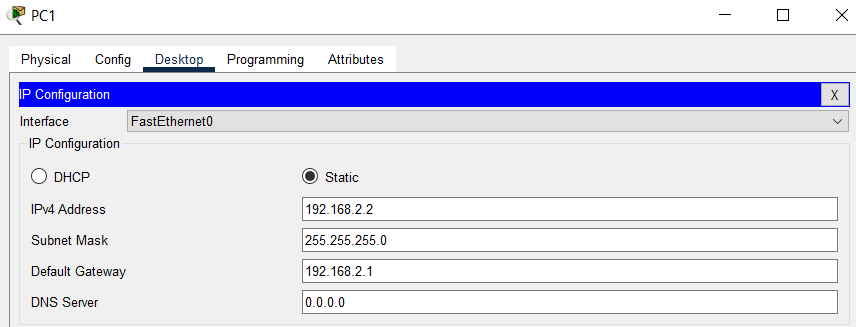 PC1
Physical Config Desktop Programming Attributes
IP Configuration X
Interface FastEthernet0
IP Configuration
DHCP Static
IPv4 Address 192.168.2.2
Subnet Mask 255.255.255.0
Default Gateway 192.168.2.1
DNS Server 0.0.0.0